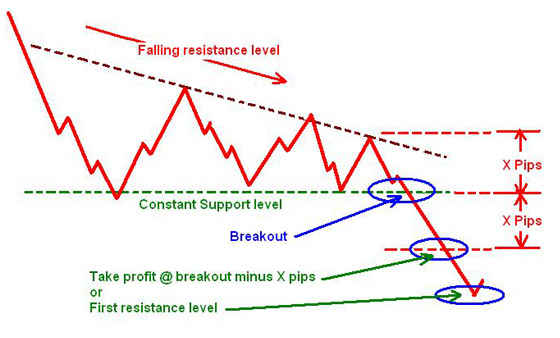 Falling resistance level
X Pips
Constant Support level
X Pips
Breakout
Take profit @ breakout minus X pips
or
First resistance level